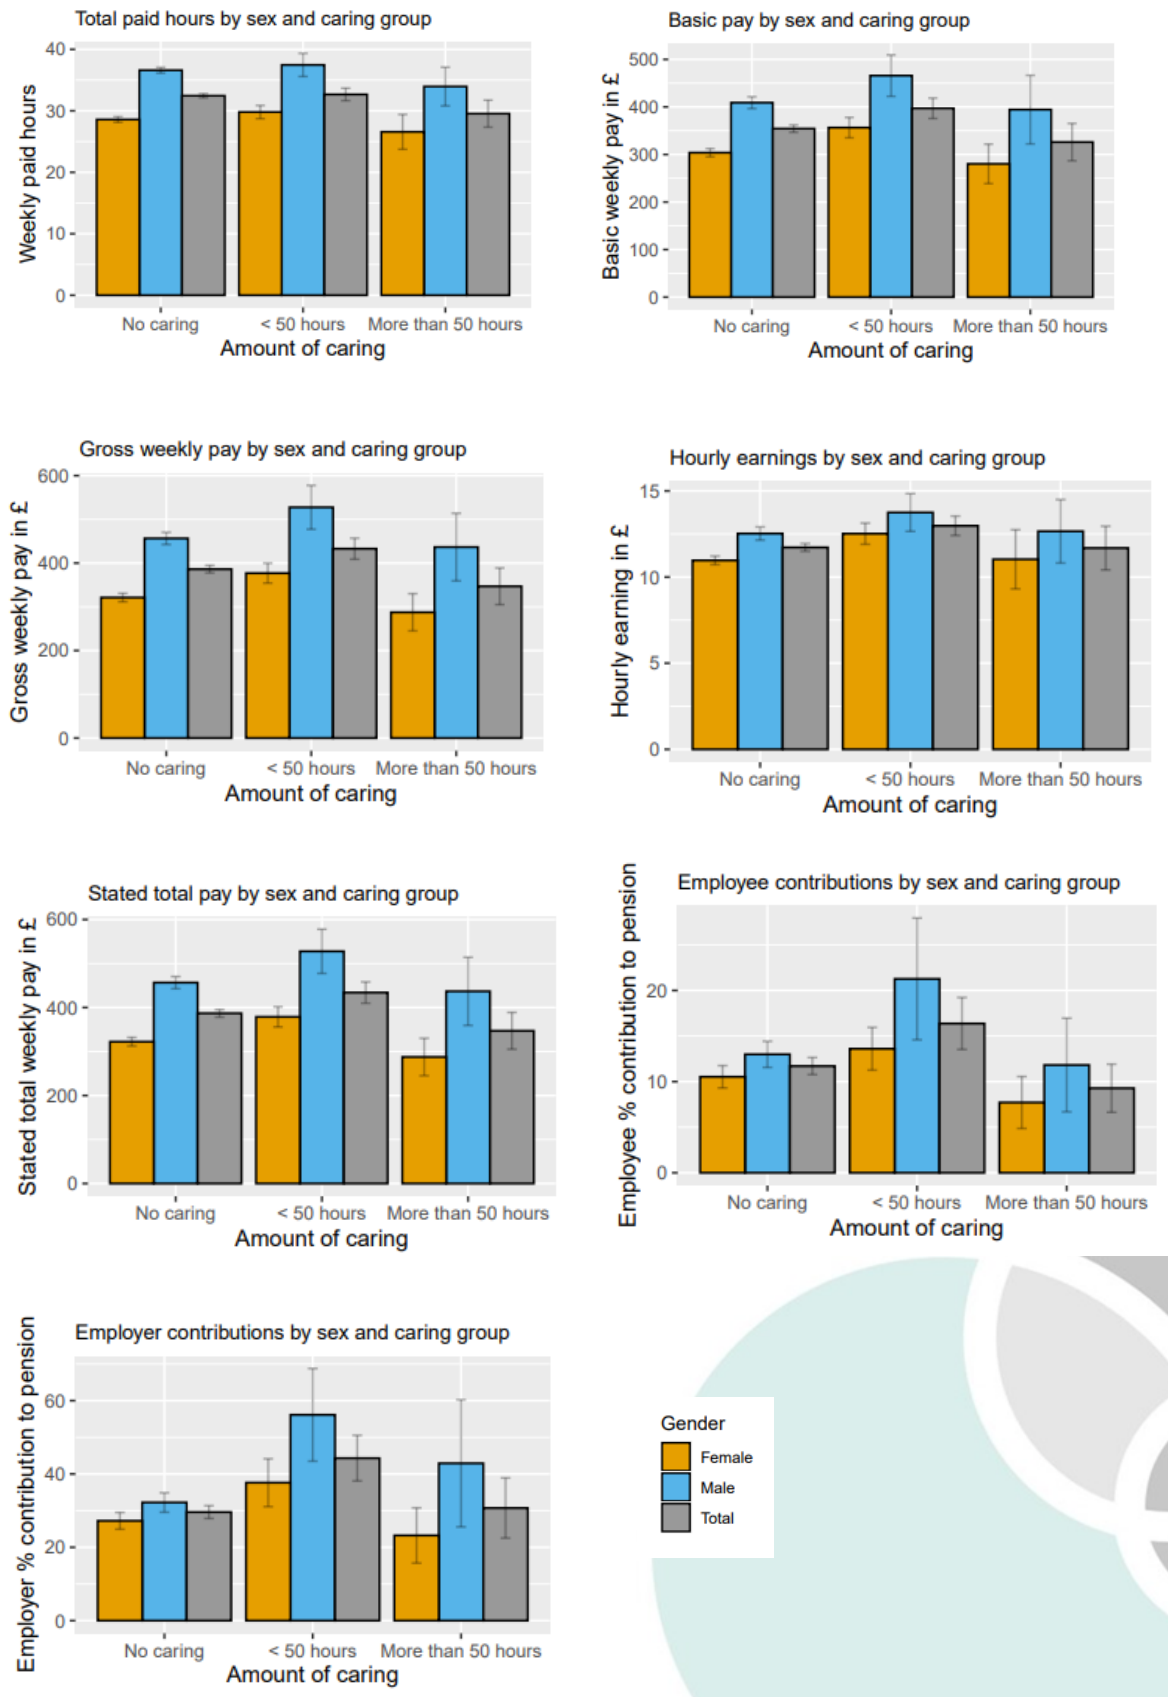 Total paid hours by sex and caring group
Weekly paid hours
40
30
20
10
0
No caring
< 50 hours
More than 50 hours
Amount of caring
Basic pay by sex and caring group
Basic weekly pay in £
500
400
300
200
100
0
No caring
< 50 hours
More than 50 hours
Amount of caring
Gross weekly pay by sex and caring group
Gross weekly pay in £
600
400
200
0
No caring
< 50 hours
More than 50 hours
Amount of caring
Hourly earnings by sex and caring group
Hourly earning in £
15
10
5
0
No caring
< 50 hours
More than 50 hours
Amount of caring
Stated total pay by sex and caring group
Stated total weekly pay in £
600
400
200
0
No caring
< 50 hours
More than 50 hours
Amount of caring
Employee contributions by sex and caring group
Employee % contribution to pension
20
10
0
No caring
< 50 hours
More than 50 hours
Amount of caring
Employer contributions by sex and caring group
Employer % contribution to pension
60
40
20
0
No caring
< 50 hours
More than 50 hours
Amount of caring
Gender
Female
Male
Total